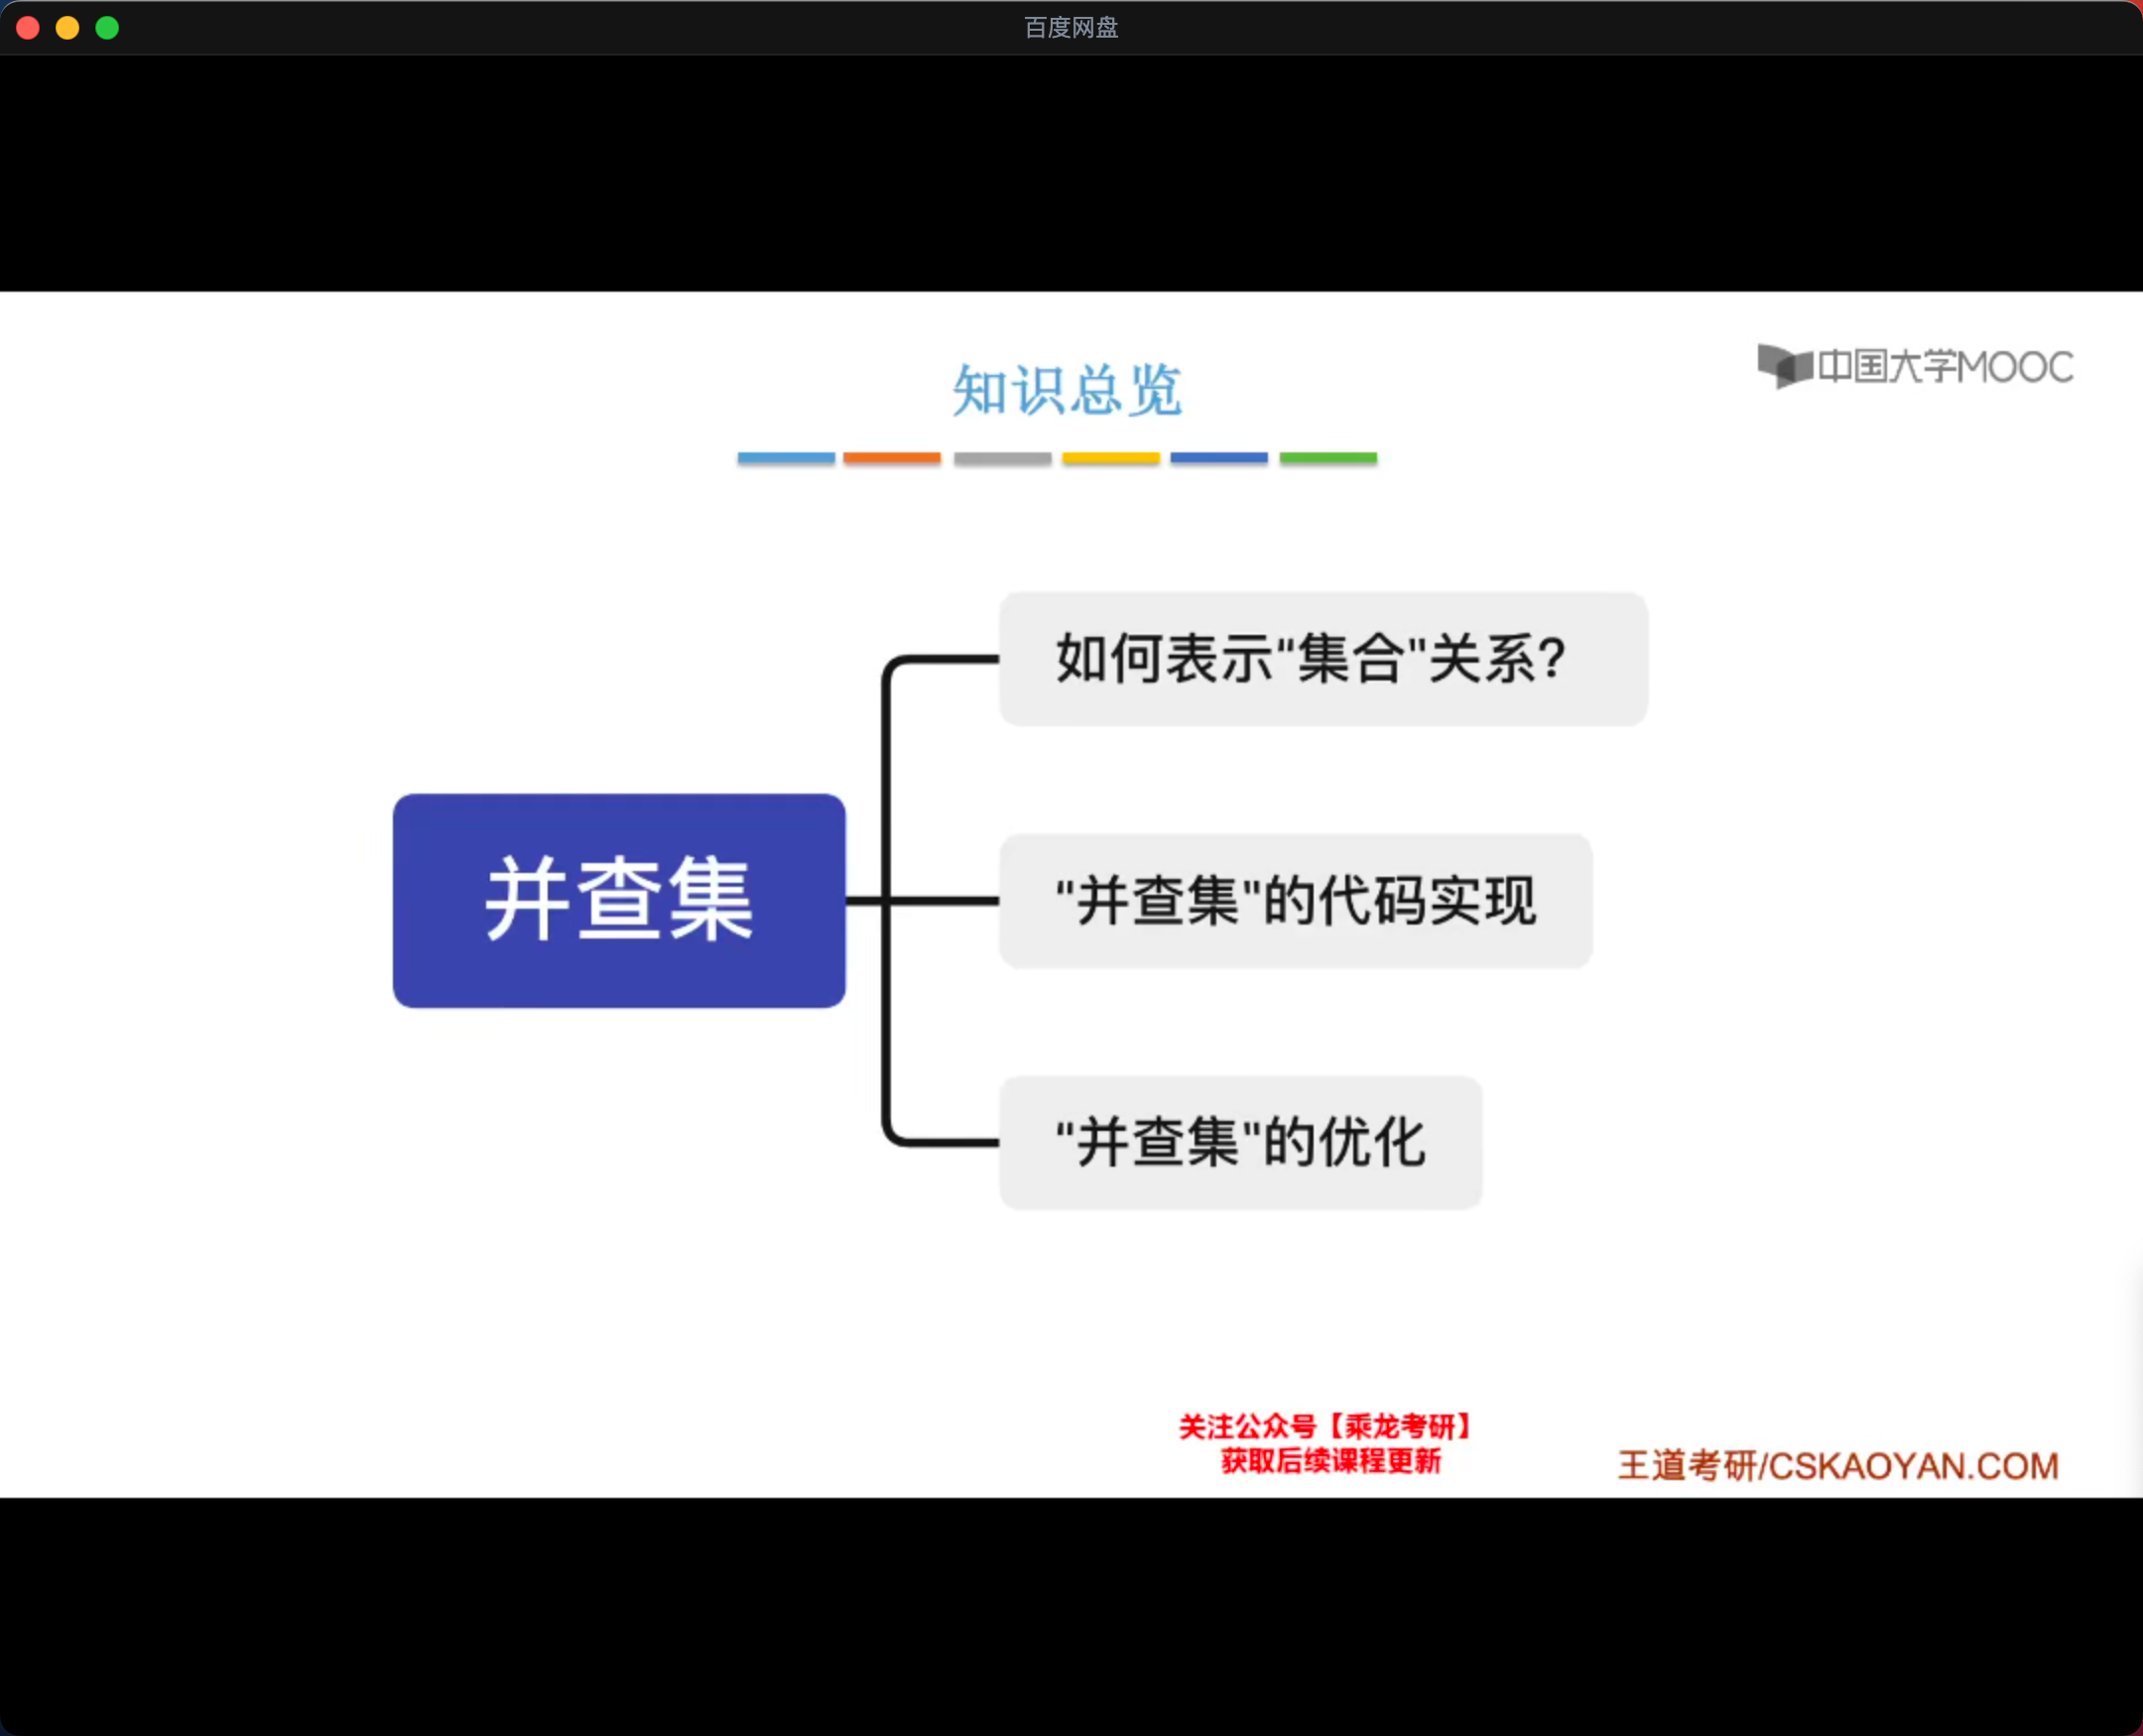 百度网盘
中国大学MOOC
知识总览
如何表示"集合"关系?
并查集
"并查集"的代码实现
"并查集"的优化
关注公众号【乘龙考研】
获取后续课程更新
王道考研/CSKAOYAN.COM